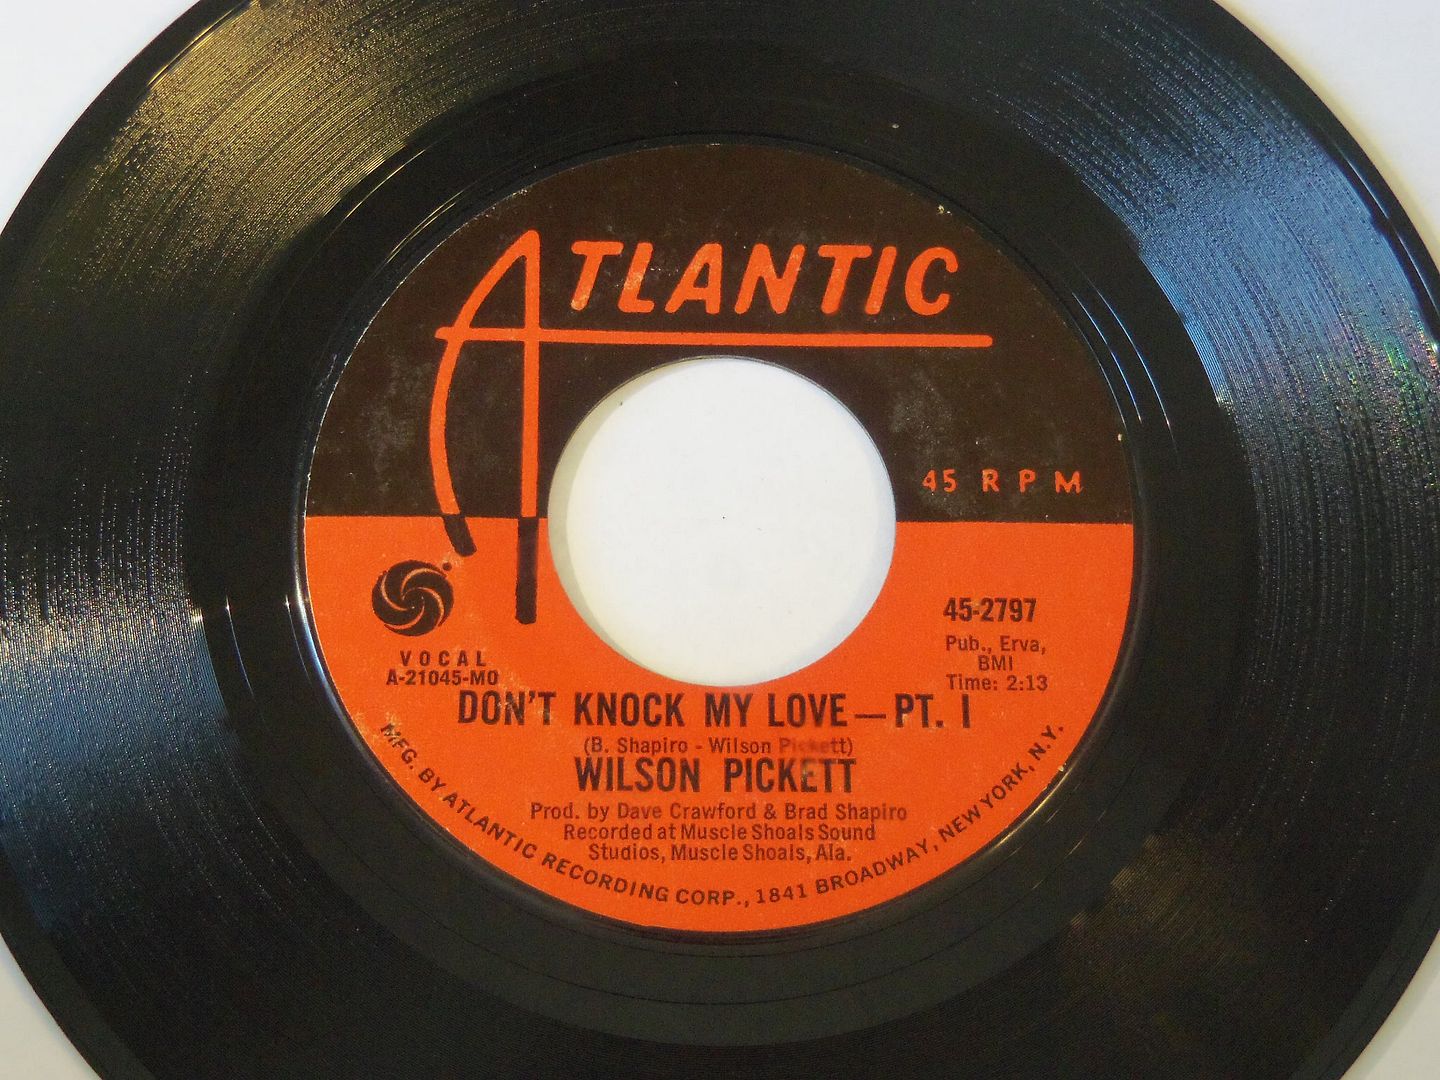 ATLANTIC
45 RPM
45-2797
Pub., Erva,
BMI
Time: 2:13
VOCAL
A-21045-MO
DON'T KNOCK MY LOVE—PT. I
(B. Shapiro - Wilson Pickett)
WILSON PICKETT
Prod. by Dave Crawford & Brad Shapiro
Recorded at Muscle Shoals Sound
Studios, Muscle Shoals, Ala.
MFG. BY ATLANTIC RECORDING CORP., 1841 BROADWAY, NEW YORK, N.Y.